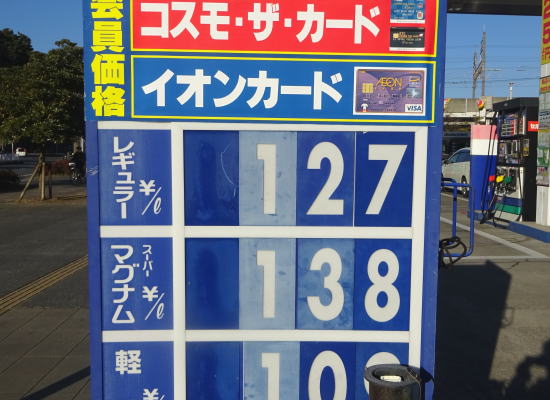 会員価格
コスモ・ザ・カード
イオンカード
AEON
VISA
レギュラー ¥/ℓ 127
スーパーマグナム ¥/ℓ 138
軽 ¥ 10